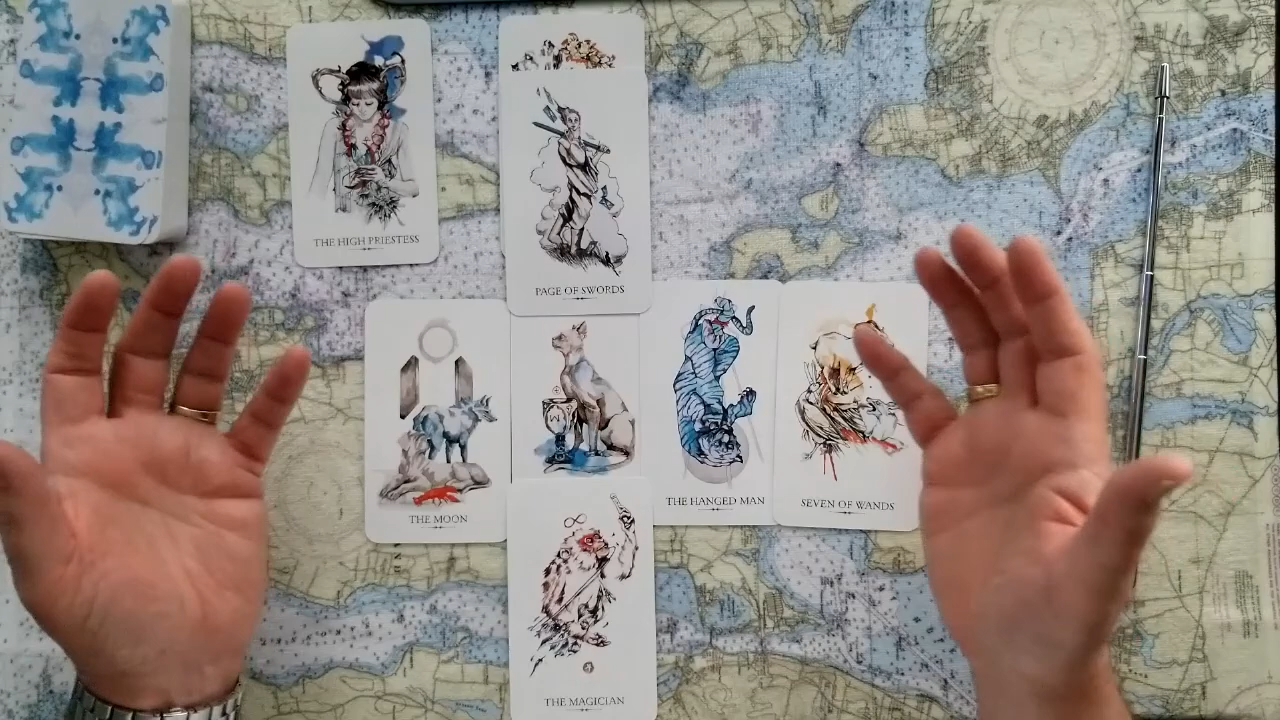 THE HIGH PRIESTESS
PAGE OF SWORDS
THE MOON
THE HANGED MAN
SEVEN OF WANDS
THE MAGICIAN